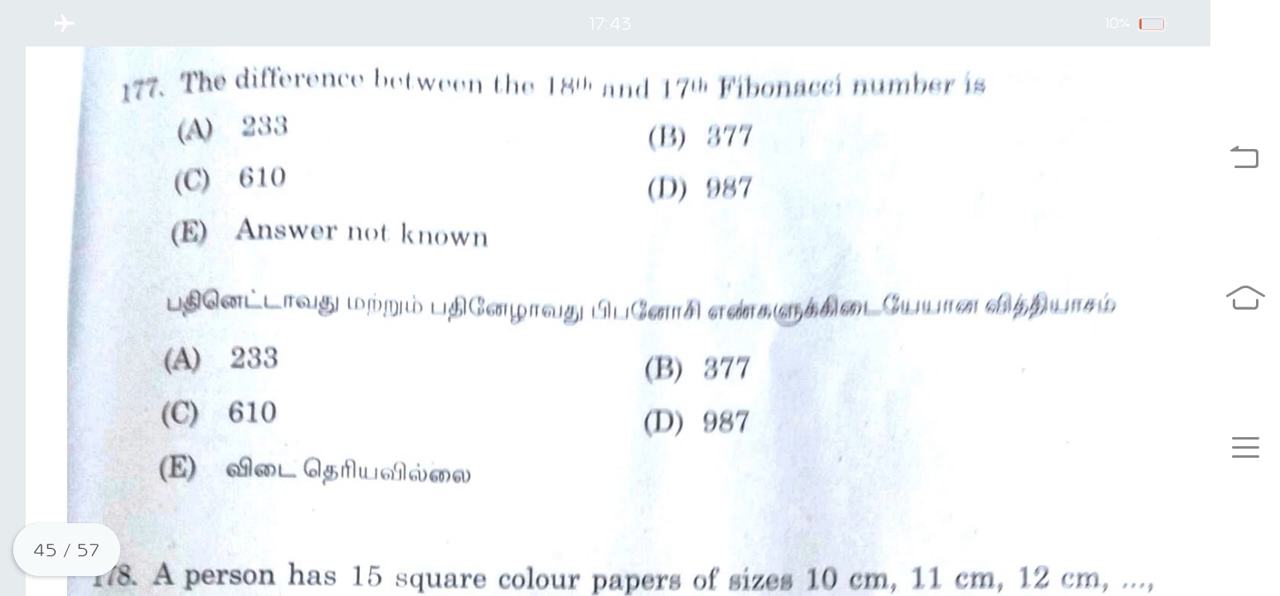 17:43
10%
177. The difference between the 18th and 17th Fibonacci number is
(A) 233 (B) 377
(C) 610 (D) 987
(E) Answer not known
பதினெட்டாவது மற்றும் பதினேழாவது பிபனோசி எண்களுக்கிடையேயான வித்தியாசம்
(A) 233 (B) 377
(C) 610 (D) 987
(E) விடை தெரியவில்லை
45 / 57
178. A person has 15 square colour papers of sizes 10 cm, 11 cm, 12 cm, ...,